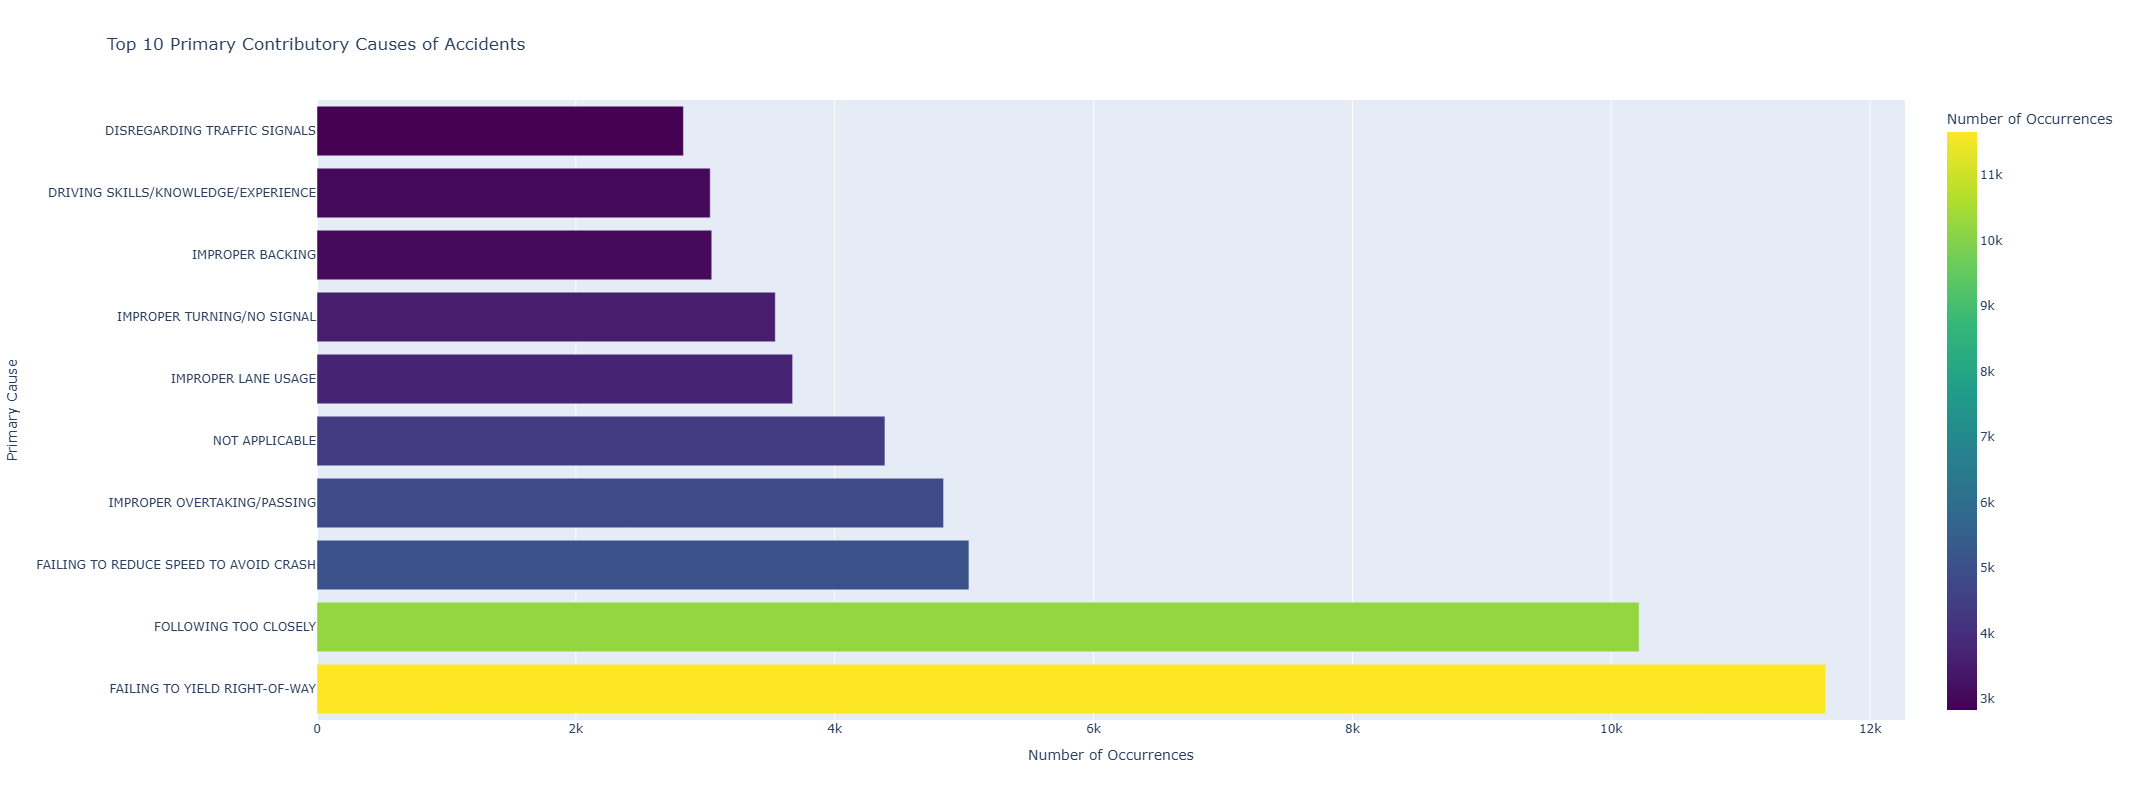 Top 10 Primary Contributory Causes of Accidents
Primary Cause
DISREGARDING TRAFFIC SIGNALS
DRIVING SKILLS/KNOWLEDGE/EXPERIENCE
IMPROPER BACKING
IMPROPER TURNING/NO SIGNAL
IMPROPER LANE USAGE
NOT APPLICABLE
IMPROPER OVERTAKING/PASSING
FAILING TO REDUCE SPEED TO AVOID CRASH
FOLLOWING TOO CLOSELY
FAILING TO YIELD RIGHT-OF-WAY
0 2k 4k 6k 8k 10k 12k
Number of Occurrences
Number of Occurrences
11k
10k
9k
8k
7k
6k
5k
4k
3k